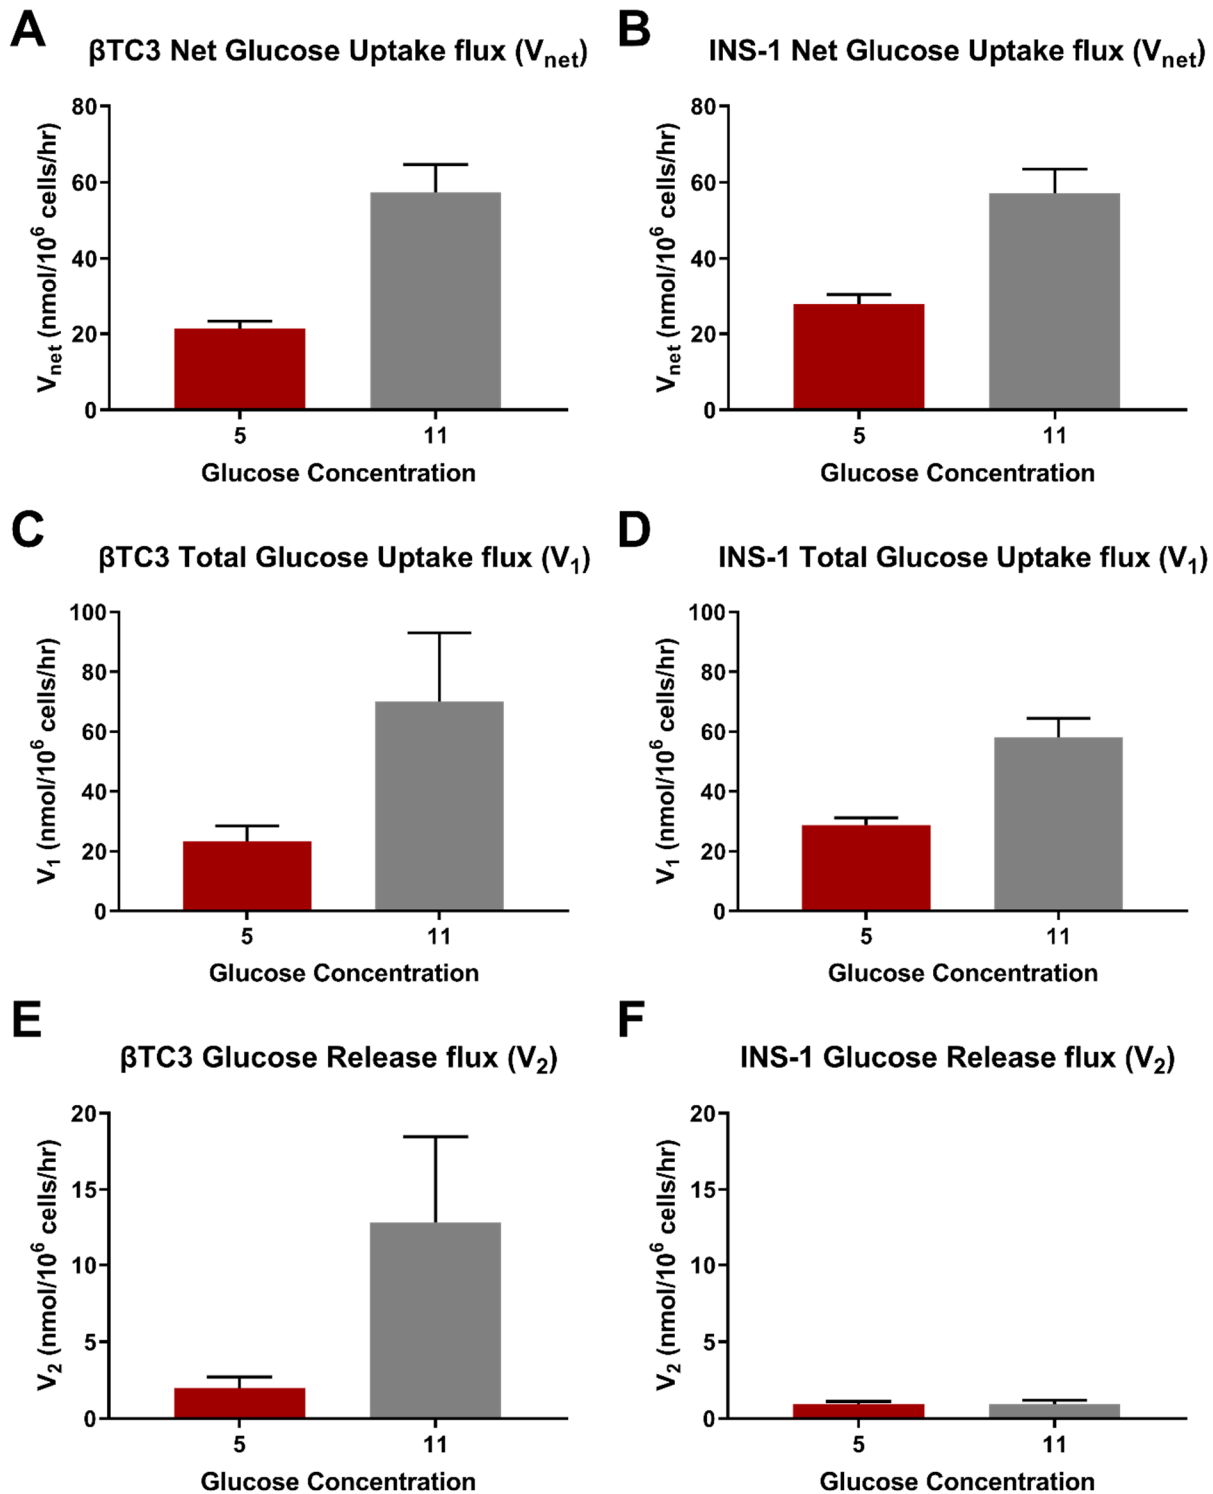 A
βTC3 Net Glucose Uptake flux (Vnet)
Vnet (nmol/10⁶ cells/hr)
80
60
40
20
0
5
11
Glucose Concentration
B
INS-1 Net Glucose Uptake flux (Vnet)
Vnet (nmol/10⁶ cells/hr)
80
60
40
20
0
5
11
Glucose Concentration
C
βTC3 Total Glucose Uptake flux (V₁)
V₁ (nmol/10⁶ cells/hr)
100
80
60
40
20
0
5
11
Glucose Concentration
D
INS-1 Total Glucose Uptake flux (V₁)
V₁ (nmol/10⁶ cells/hr)
100
80
60
40
20
0
5
11
Glucose Concentration
E
βTC3 Glucose Release flux (V₂)
V₂ (nmol/10⁶ cells/hr)
20
15
10
5
0
5
11
Glucose Concentration
F
INS-1 Glucose Release flux (V₂)
V₂ (nmol/10⁶ cells/hr)
20
15
10
5
0
5
11
Glucose Concentration